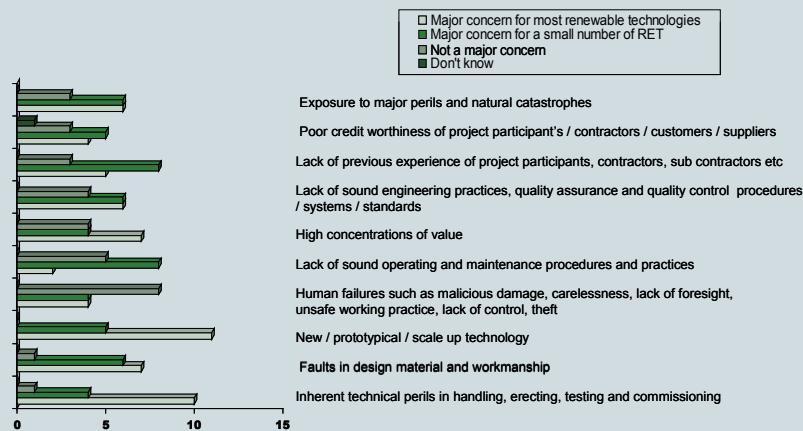 Major concern for most renewable technologies
Major concern for a small number of RET
Not a major concern
Don't know
Exposure to major perils and natural catastrophes
Poor credit worthiness of project participant's / contractors / customers / suppliers
Lack of previous experience of project participants, contractors, sub contractors etc
Lack of sound engineering practices, quality assurance and quality control procedures
/ systems / standards
High concentrations of value
Lack of sound operating and maintenance procedures and practices
Human failures such as malicious damage, carelessness, lack of foresight,
unsafe working practice, lack of control, theft
New / prototypical / scale up technology
Faults in design material and workmanship
Inherent technical perils in handling, erecting, testing and commissioning
0 5 10 15